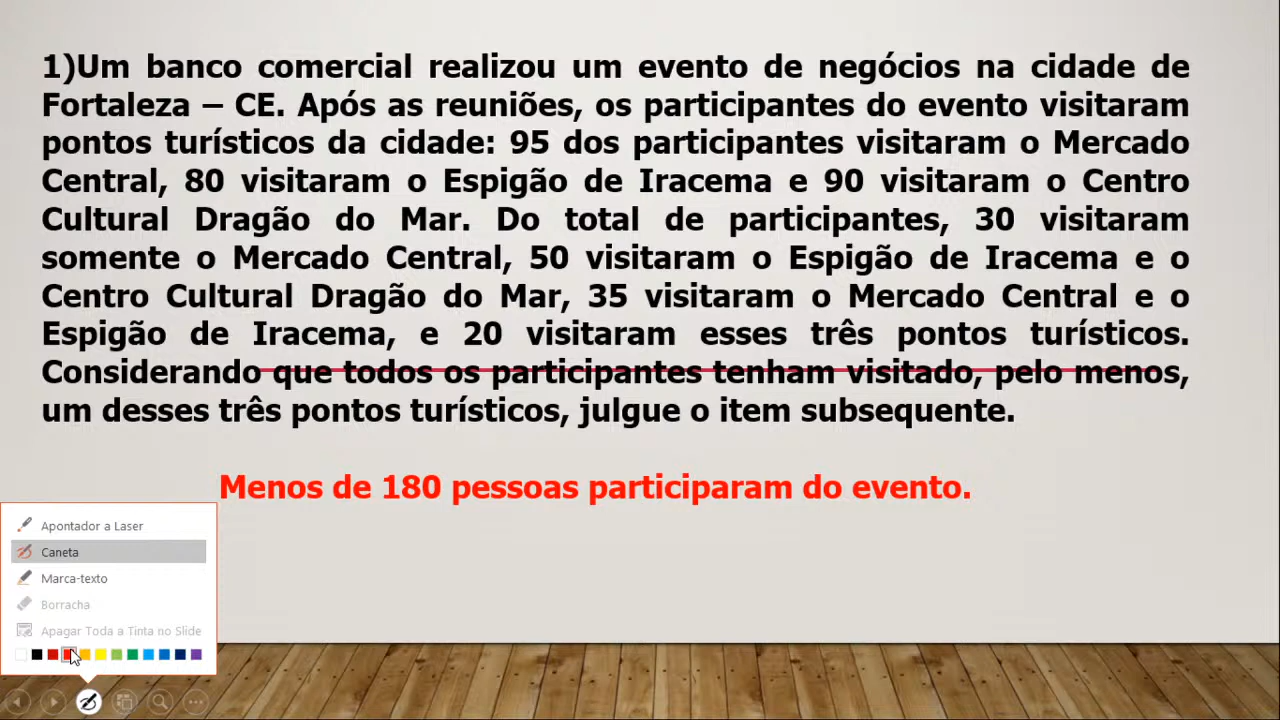 1)Um banco comercial realizou um evento de negócios na cidade de
Fortaleza – CE. Após as reuniões, os participantes do evento visitaram
pontos turísticos da cidade: 95 dos participantes visitaram o Mercado
Central, 80 visitaram o Espigão de Iracema e 90 visitaram o Centro
Cultural Dragão do Mar. Do total de participantes, 30 visitaram
somente o Mercado Central, 50 visitaram o Espigão de Iracema e o
Centro Cultural Dragão do Mar, 35 visitaram o Mercado Central e o
Espigão de Iracema, e 20 visitaram esses três pontos turísticos.
Considerando que todos os participantes tenham visitado, pelo menos,
um desses três pontos turísticos, julgue o item subsequente.
Menos de 180 pessoas participaram do evento.
Apontador a Laser
Caneta
Marca-texto
Borracha
Apagar Toda a Tinta no Slide